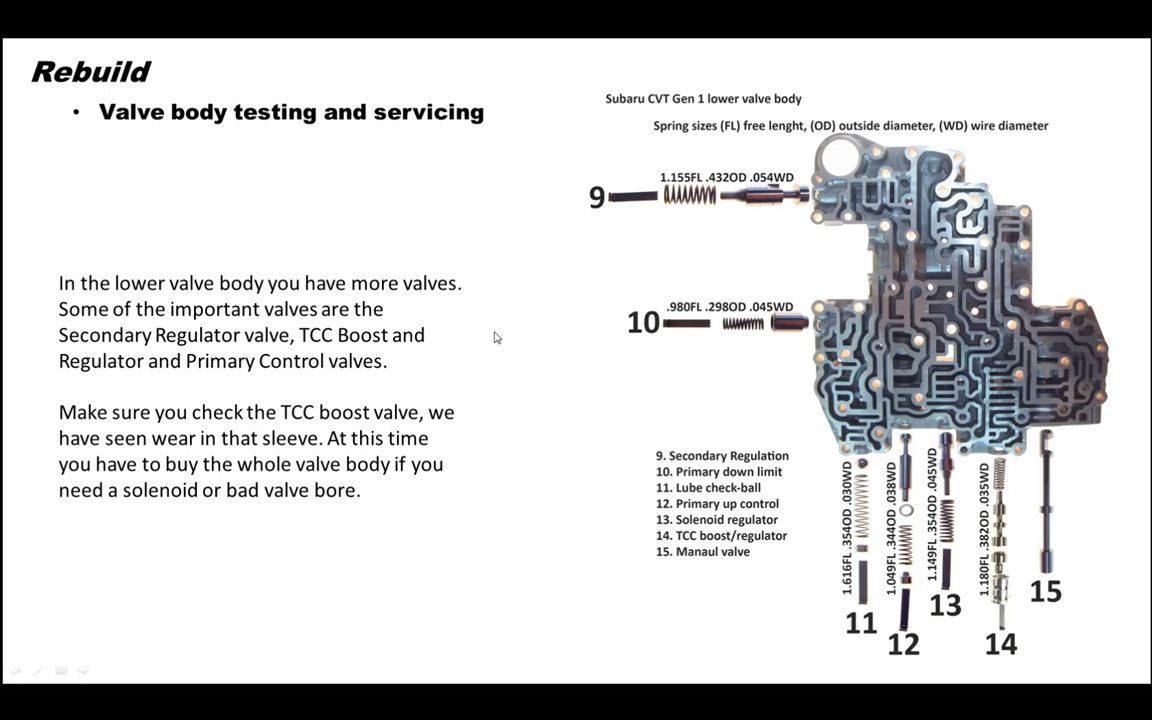 Rebuild
• Valve body testing and servicing
In the lower valve body you have more valves.
Some of the important valves are the
Secondary Regulator valve, TCC Boost and
Regulator and Primary Control valves.
Make sure you check the TCC boost valve, we
have seen wear in that sleeve. At this time
you have to buy the whole valve body if you
need a solenoid or bad valve bore.
Subaru CVT Gen 1 lower valve body
Spring sizes (FL) free lenght, (OD) outside diameter, (WD) wire diameter
1.155FL .432OD .054WD
9
.980FL .298OD .045WD
10
9. Secondary Regulation
10. Primary down limit
11. Lube check-ball
12. Primary up control
13. Solenoid regulator
14. TCC boost/regulator
15. Manaul valve
1.616FL .354OD .030WD
11
1.049FL .344OD .038WD
12
1.149FL .354OD .045WD
13
1.180FL .382OD .035WD
14
15